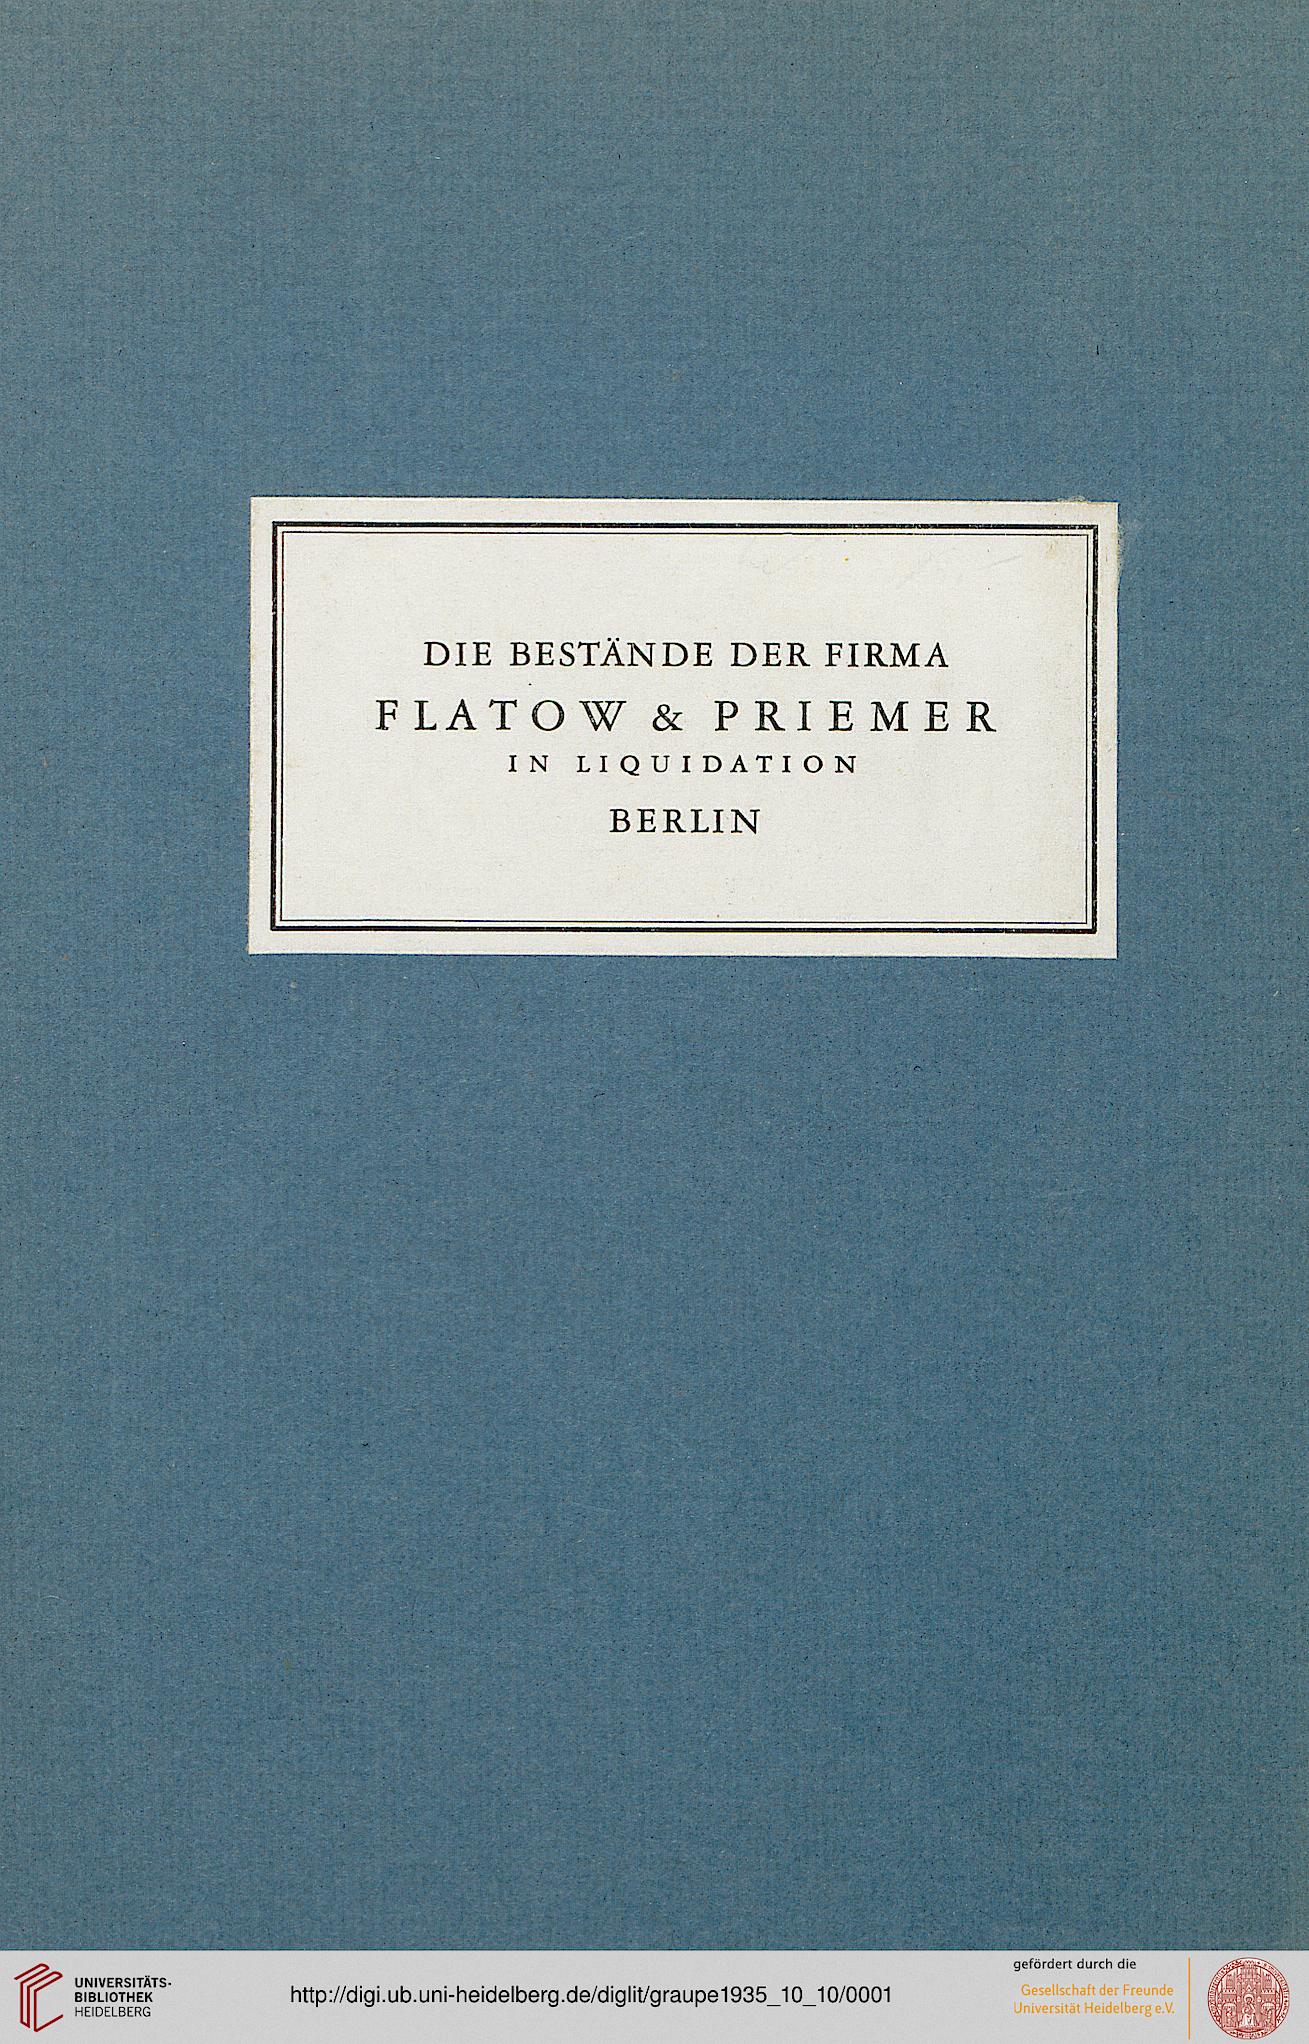 DIE BESTÄNDE DER FIRMA
FLATOW & PRIEMER
IN LIQUIDATION
BERLIN
UNIVERSITÄTS-
BIBLIOTHEK
HEIDELBERG
http://digi.ub.uni-heidelberg.de/diglit/graupe1935_10_10/0001
gefördert durch die
Gesellschaft der Freunde
Universität Heidelberg e.V.